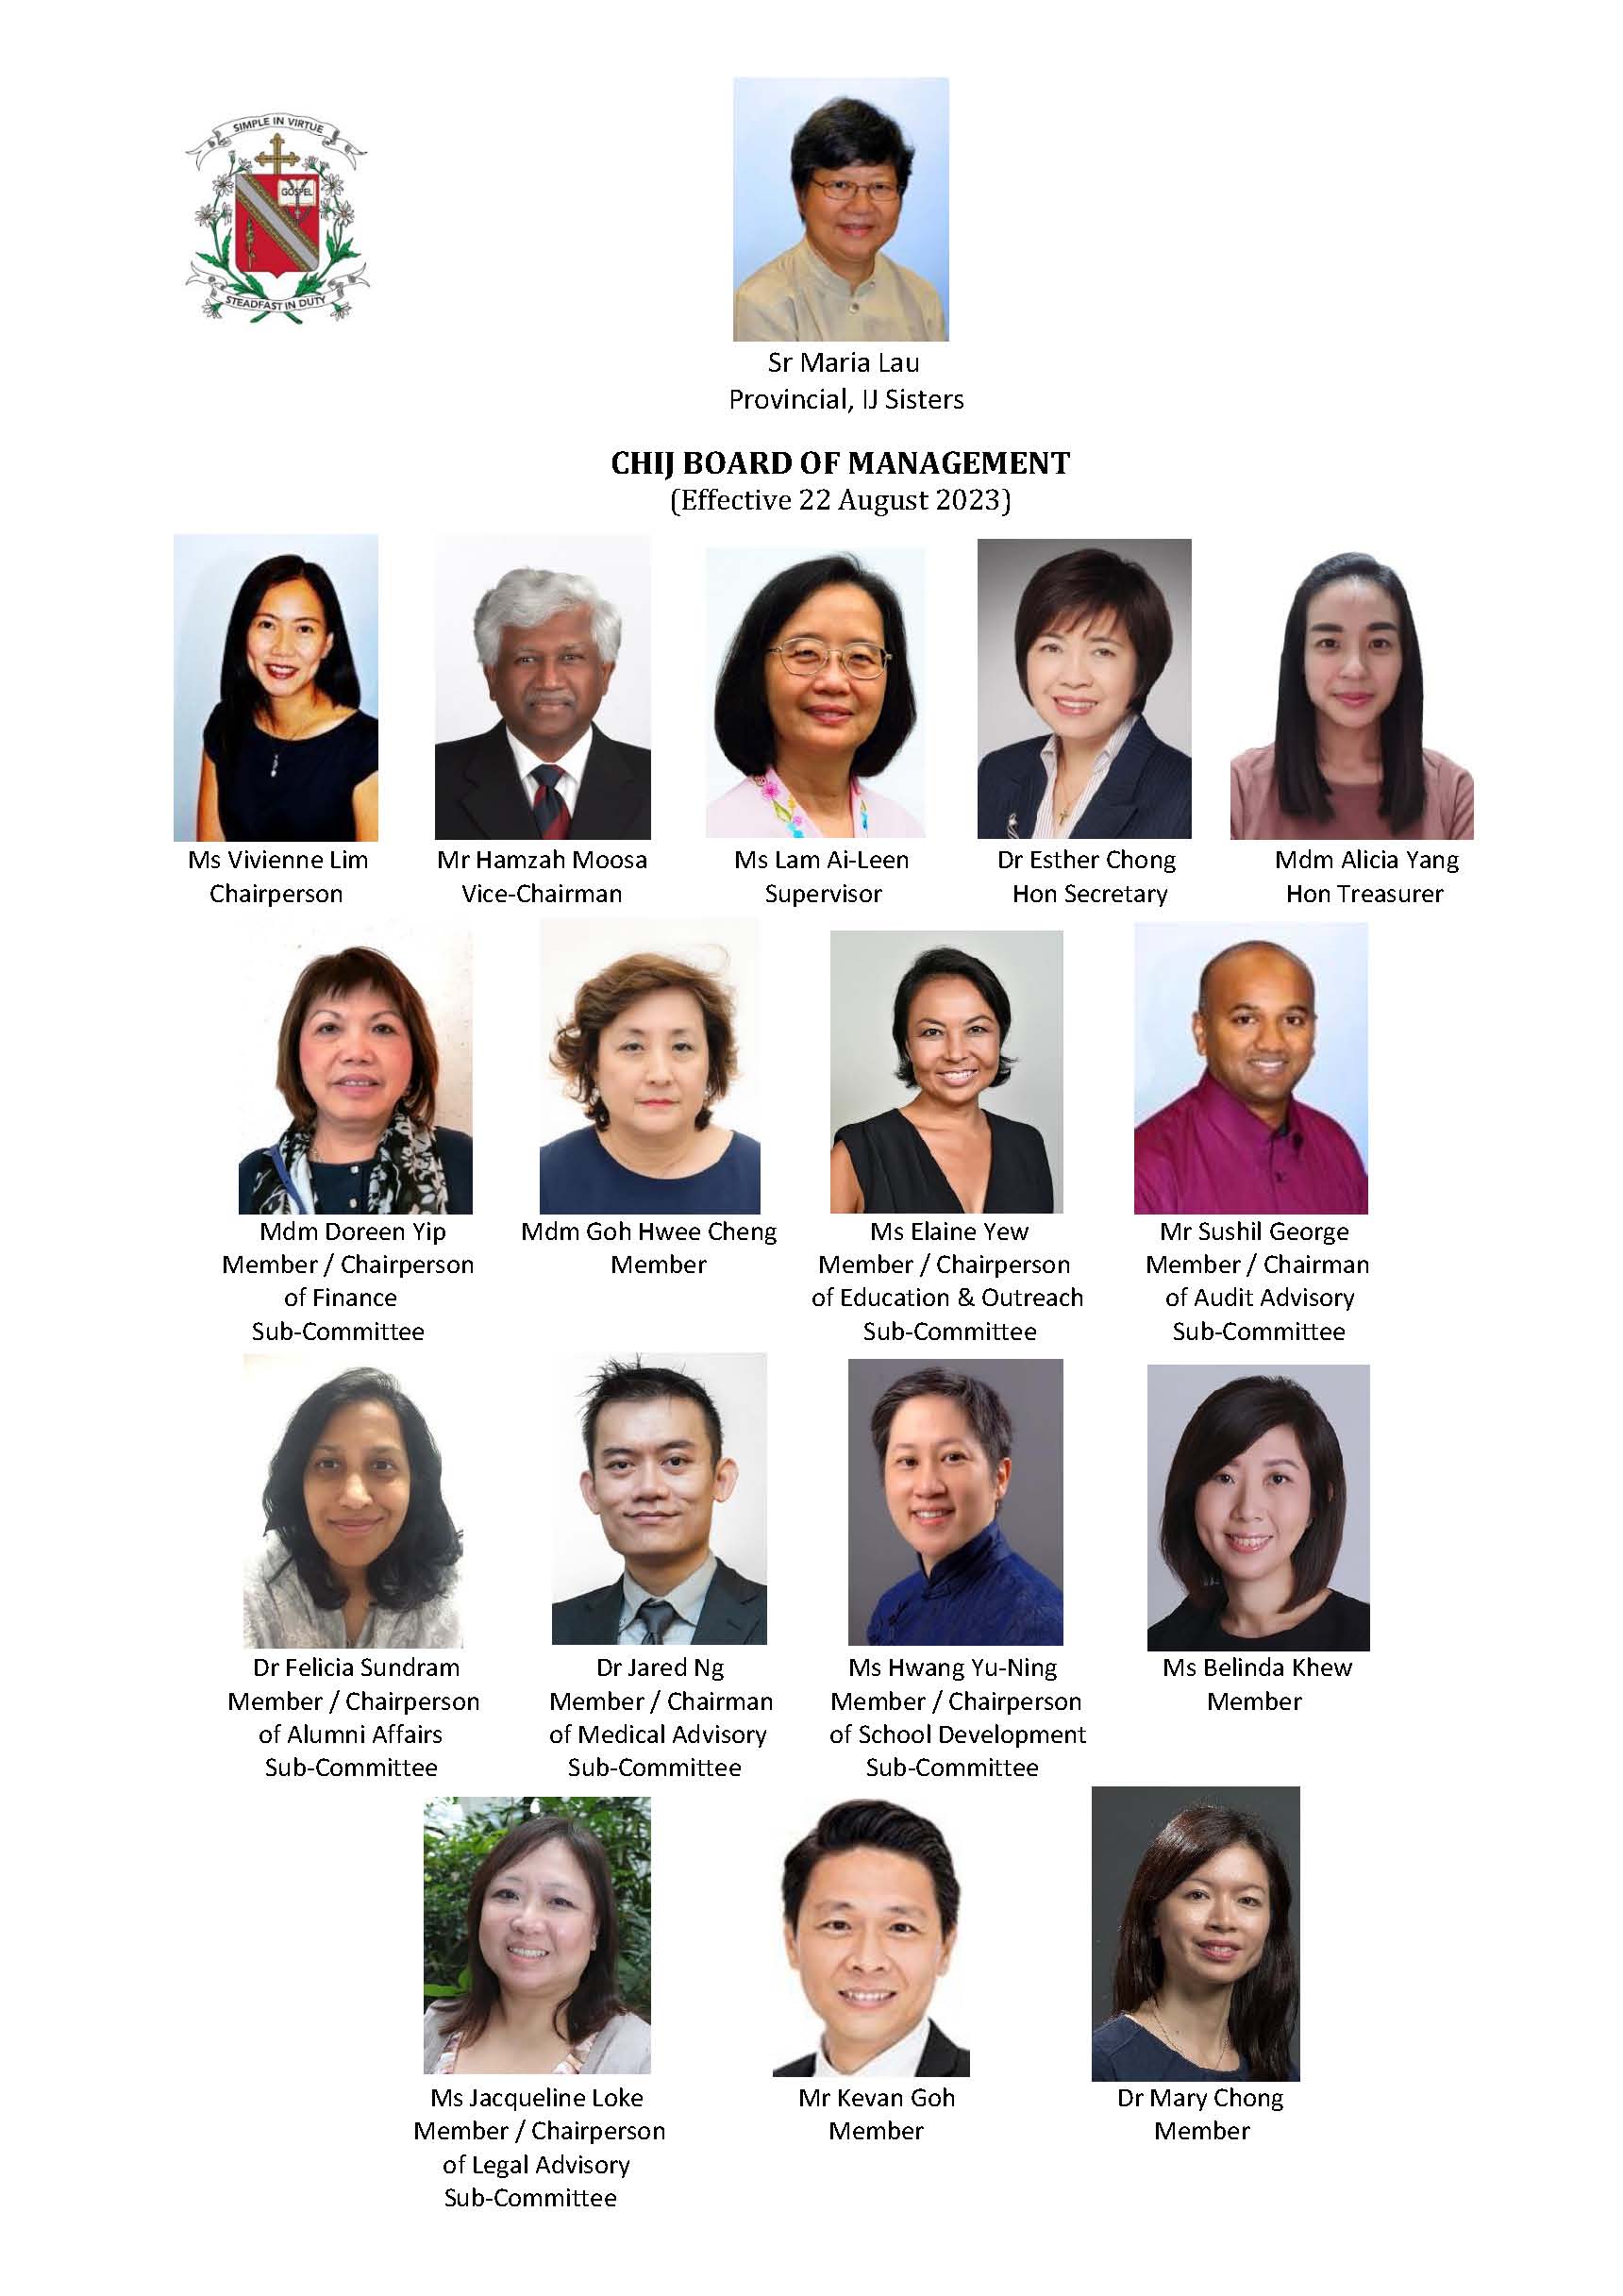 SIMPLE IN VIRTUE
GOSPEL
STEADFAST IN DUTY
Sr Maria Lau
Provincial, IJ Sisters
CHIJ BOARD OF MANAGEMENT
(Effective 22 August 2023)
Ms Vivienne Lim
Chairperson
Mr Hamzah Moosa
Vice-Chairman
Ms Lam Ai-Leen
Supervisor
Dr Esther Chong
Hon Secretary
Mdm Alicia Yang
Hon Treasurer
Mdm Doreen Yip
Member / Chairperson
of Finance
Sub-Committee
Mdm Goh Hwee Cheng
Member
Ms Elaine Yew
Member / Chairperson
of Education & Outreach
Sub-Committee
Mr Sushil George
Member / Chairman
of Audit Advisory
Sub-Committee
Dr Felicia Sundram
Member / Chairperson
of Alumni Affairs
Sub-Committee
Dr Jared Ng
Member / Chairman
of Medical Advisory
Sub-Committee
Ms Hwang Yu-Ning
Member / Chairperson
of School Development
Sub-Committee
Ms Belinda Khew
Member
Ms Jacqueline Loke
Member / Chairperson
of Legal Advisory
Sub-Committee
Mr Kevan Goh
Member
Dr Mary Chong
Member